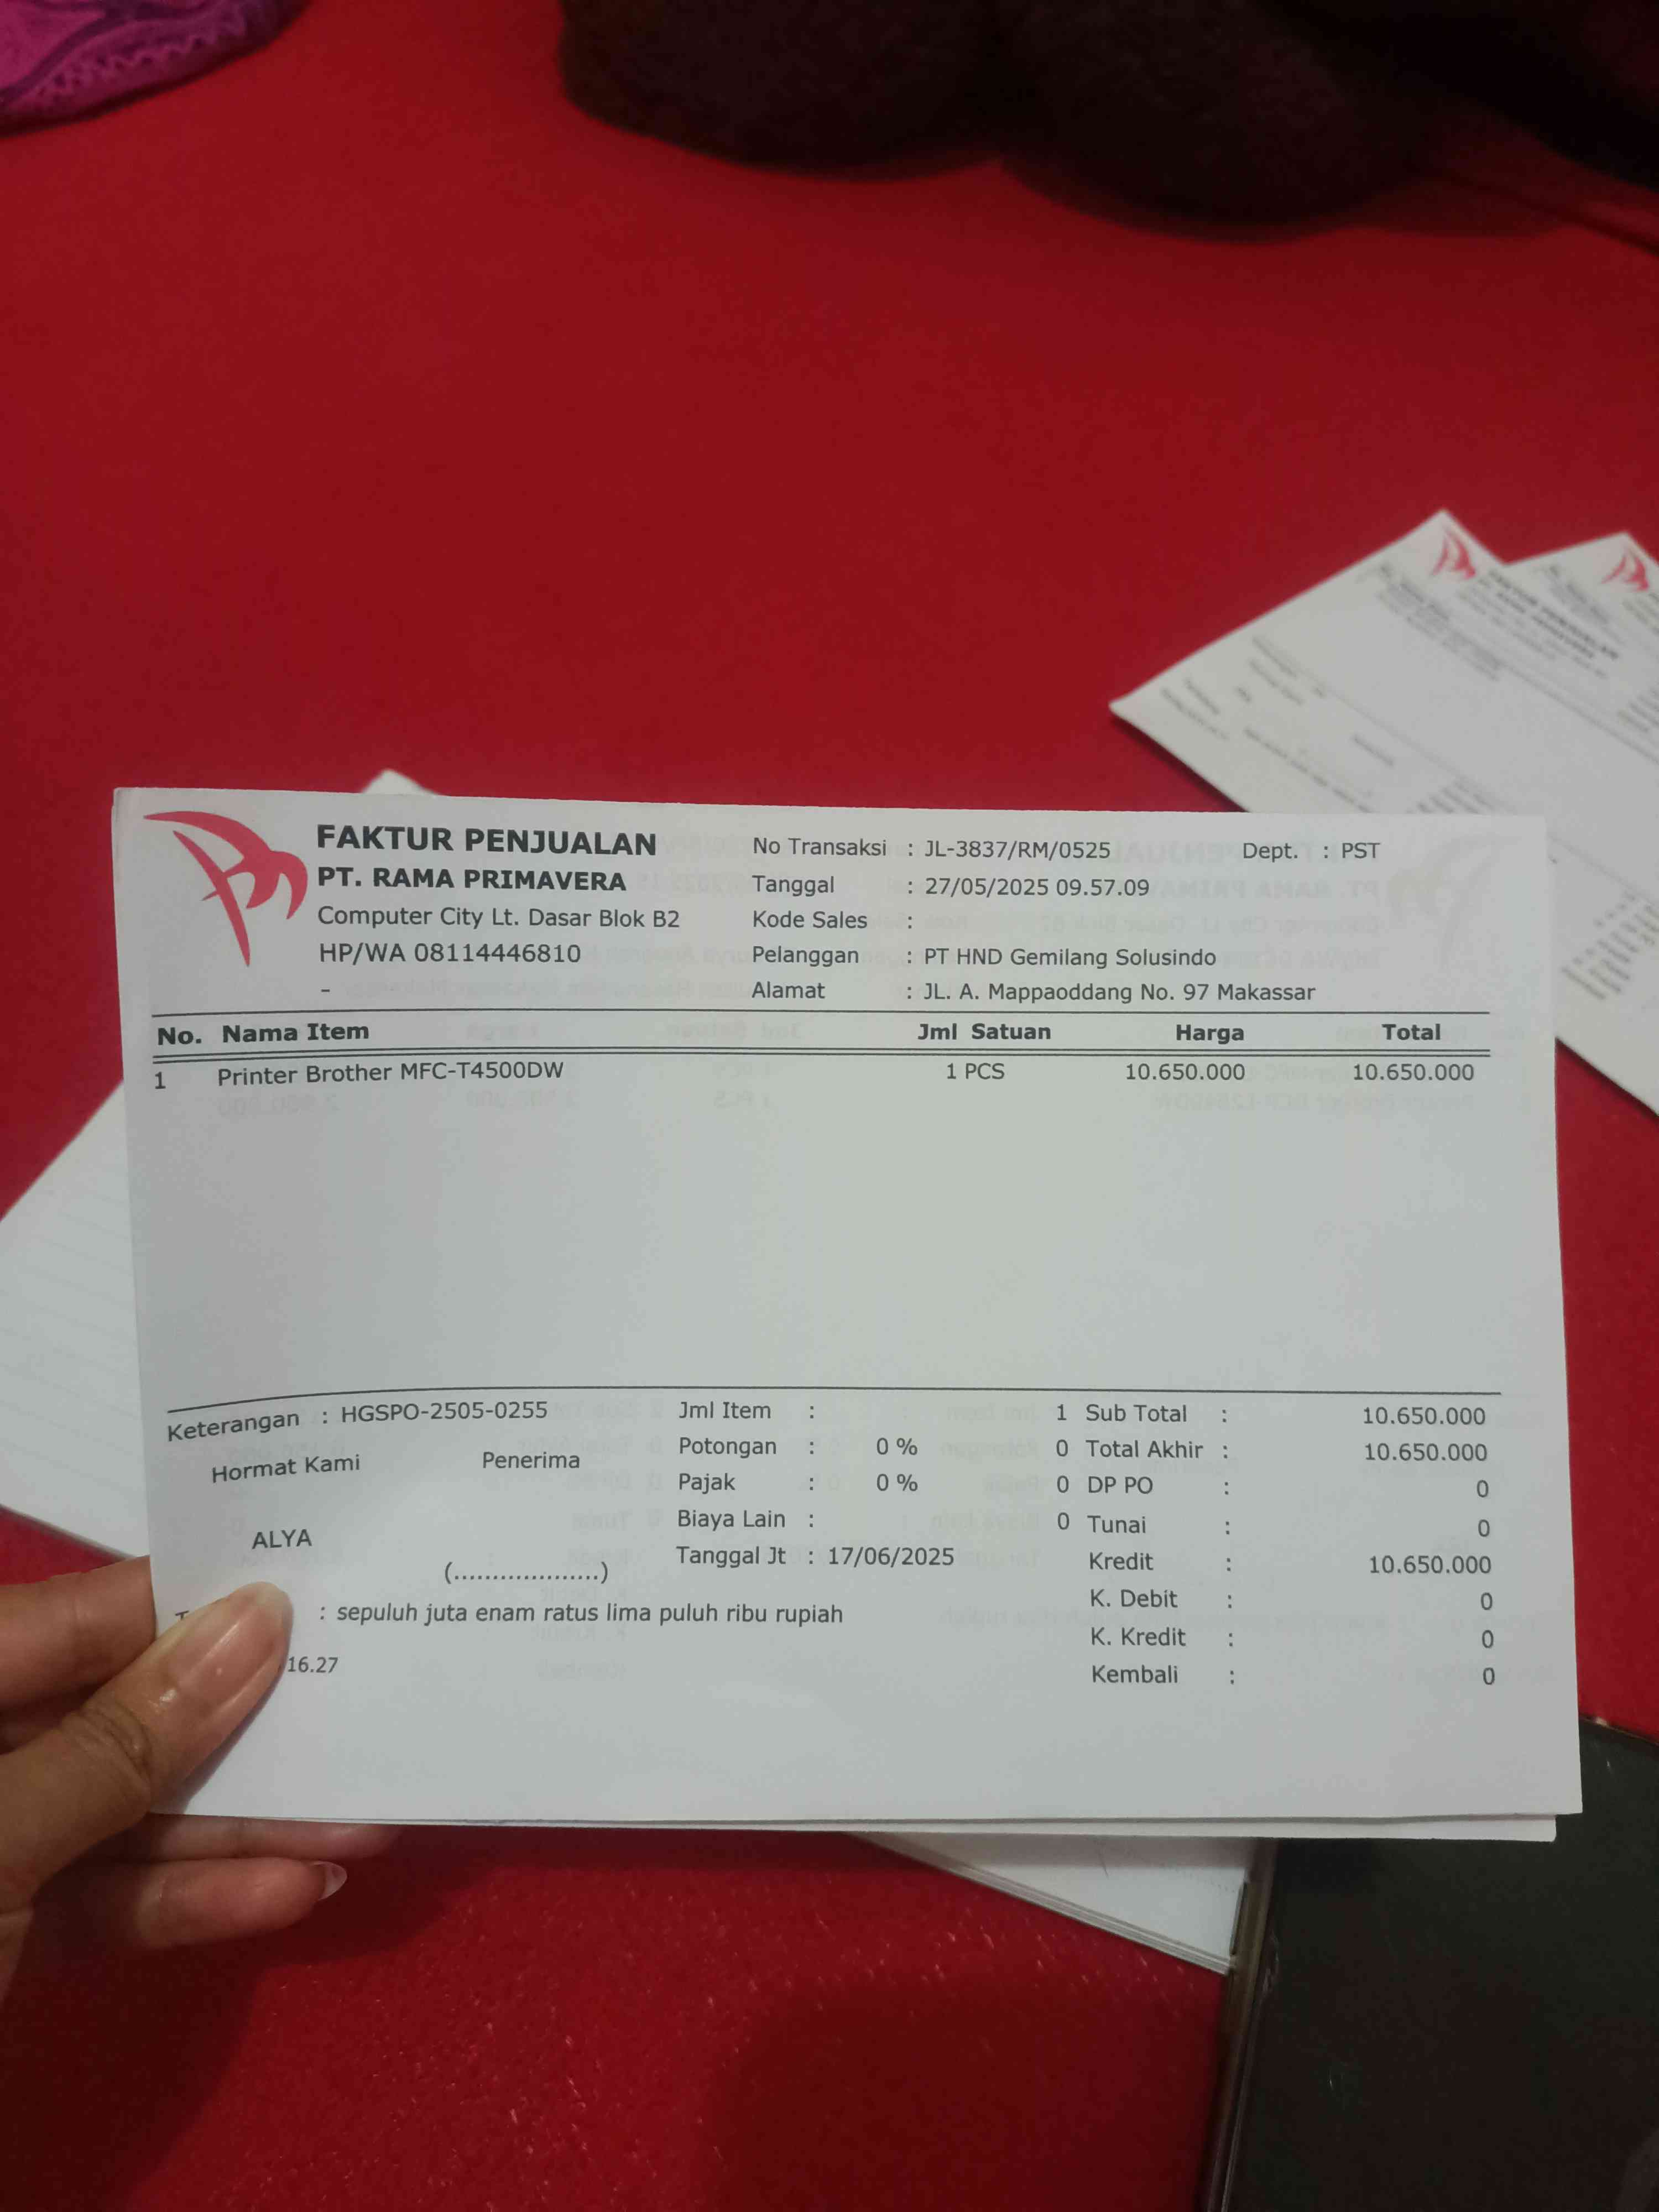 FAKTUR PENJUALAN
PT. RAMA PRIMAVERA
Computer City Lt. Dasar Blok B2
HP/WA 08114446810
-
No Transaksi : JL-3837/RM/0525 Dept. : PST
Tanggal : 27/05/2025 09.57.09
Kode Sales :
Pelanggan : PT HND Gemilang Solusindo
Alamat : JL. A. Mappaoddang No. 97 Makassar
No. Nama Item Jml Satuan Harga Total
1 Printer Brother MFC-T4500DW 1 PCS 10.650.000 10.650.000
Keterangan : HGSPO-2505-0255
Hormat Kami Penerima
ALYA
(...................)
: sepuluh juta enam ratus lima puluh ribu rupiah
16.27
Jml Item : 1
Potongan : 0 % 0
Pajak : 0 % 0
Biaya Lain : 0
Tanggal Jt : 17/06/2025
Sub Total : 10.650.000
Total Akhir : 10.650.000
DP PO : 0
Tunai : 0
Kredit : 10.650.000
K. Debit : 0
K. Kredit : 0
Kembali : 0